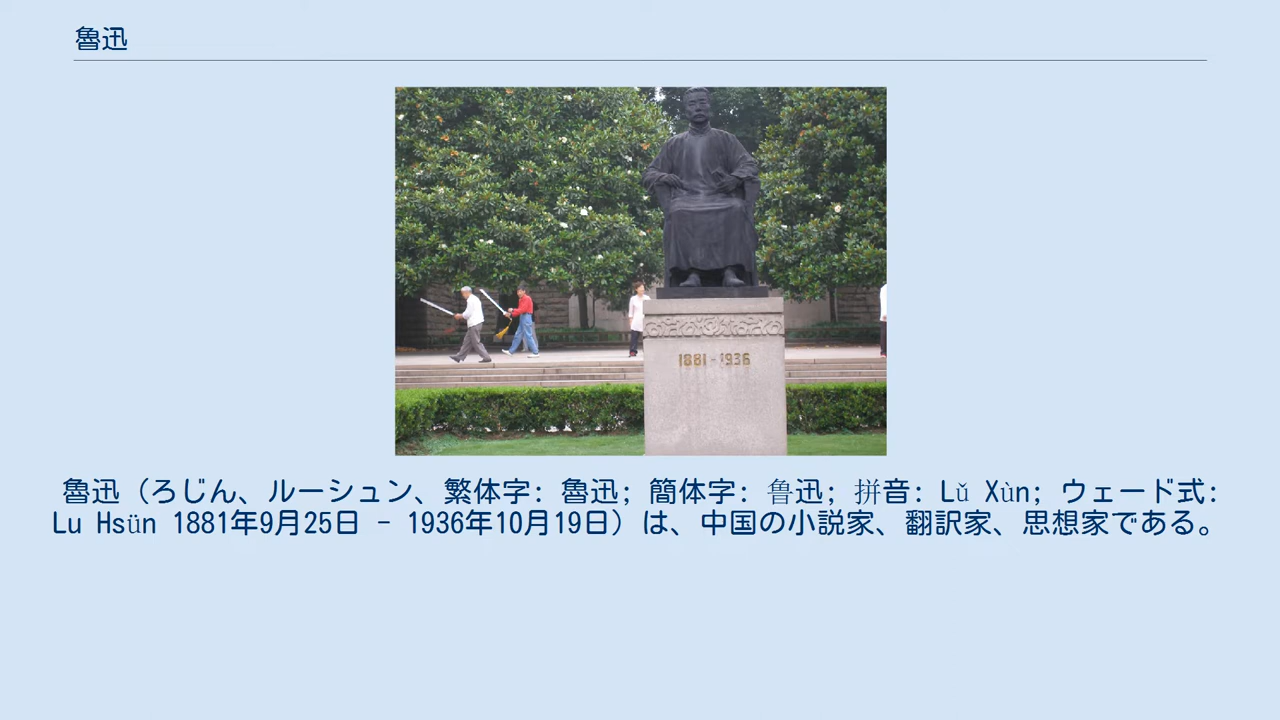 魯迅
1881-1936
魯迅（ろじん、ルーシュン、繁体字: 魯迅; 簡体字: 鲁迅; 拼音: Lǔ Xùn; ウェード式:
Lu Hsün 1881年9月25日 - 1936年10月19日）は、中国の小説家、翻訳家、思想家である。